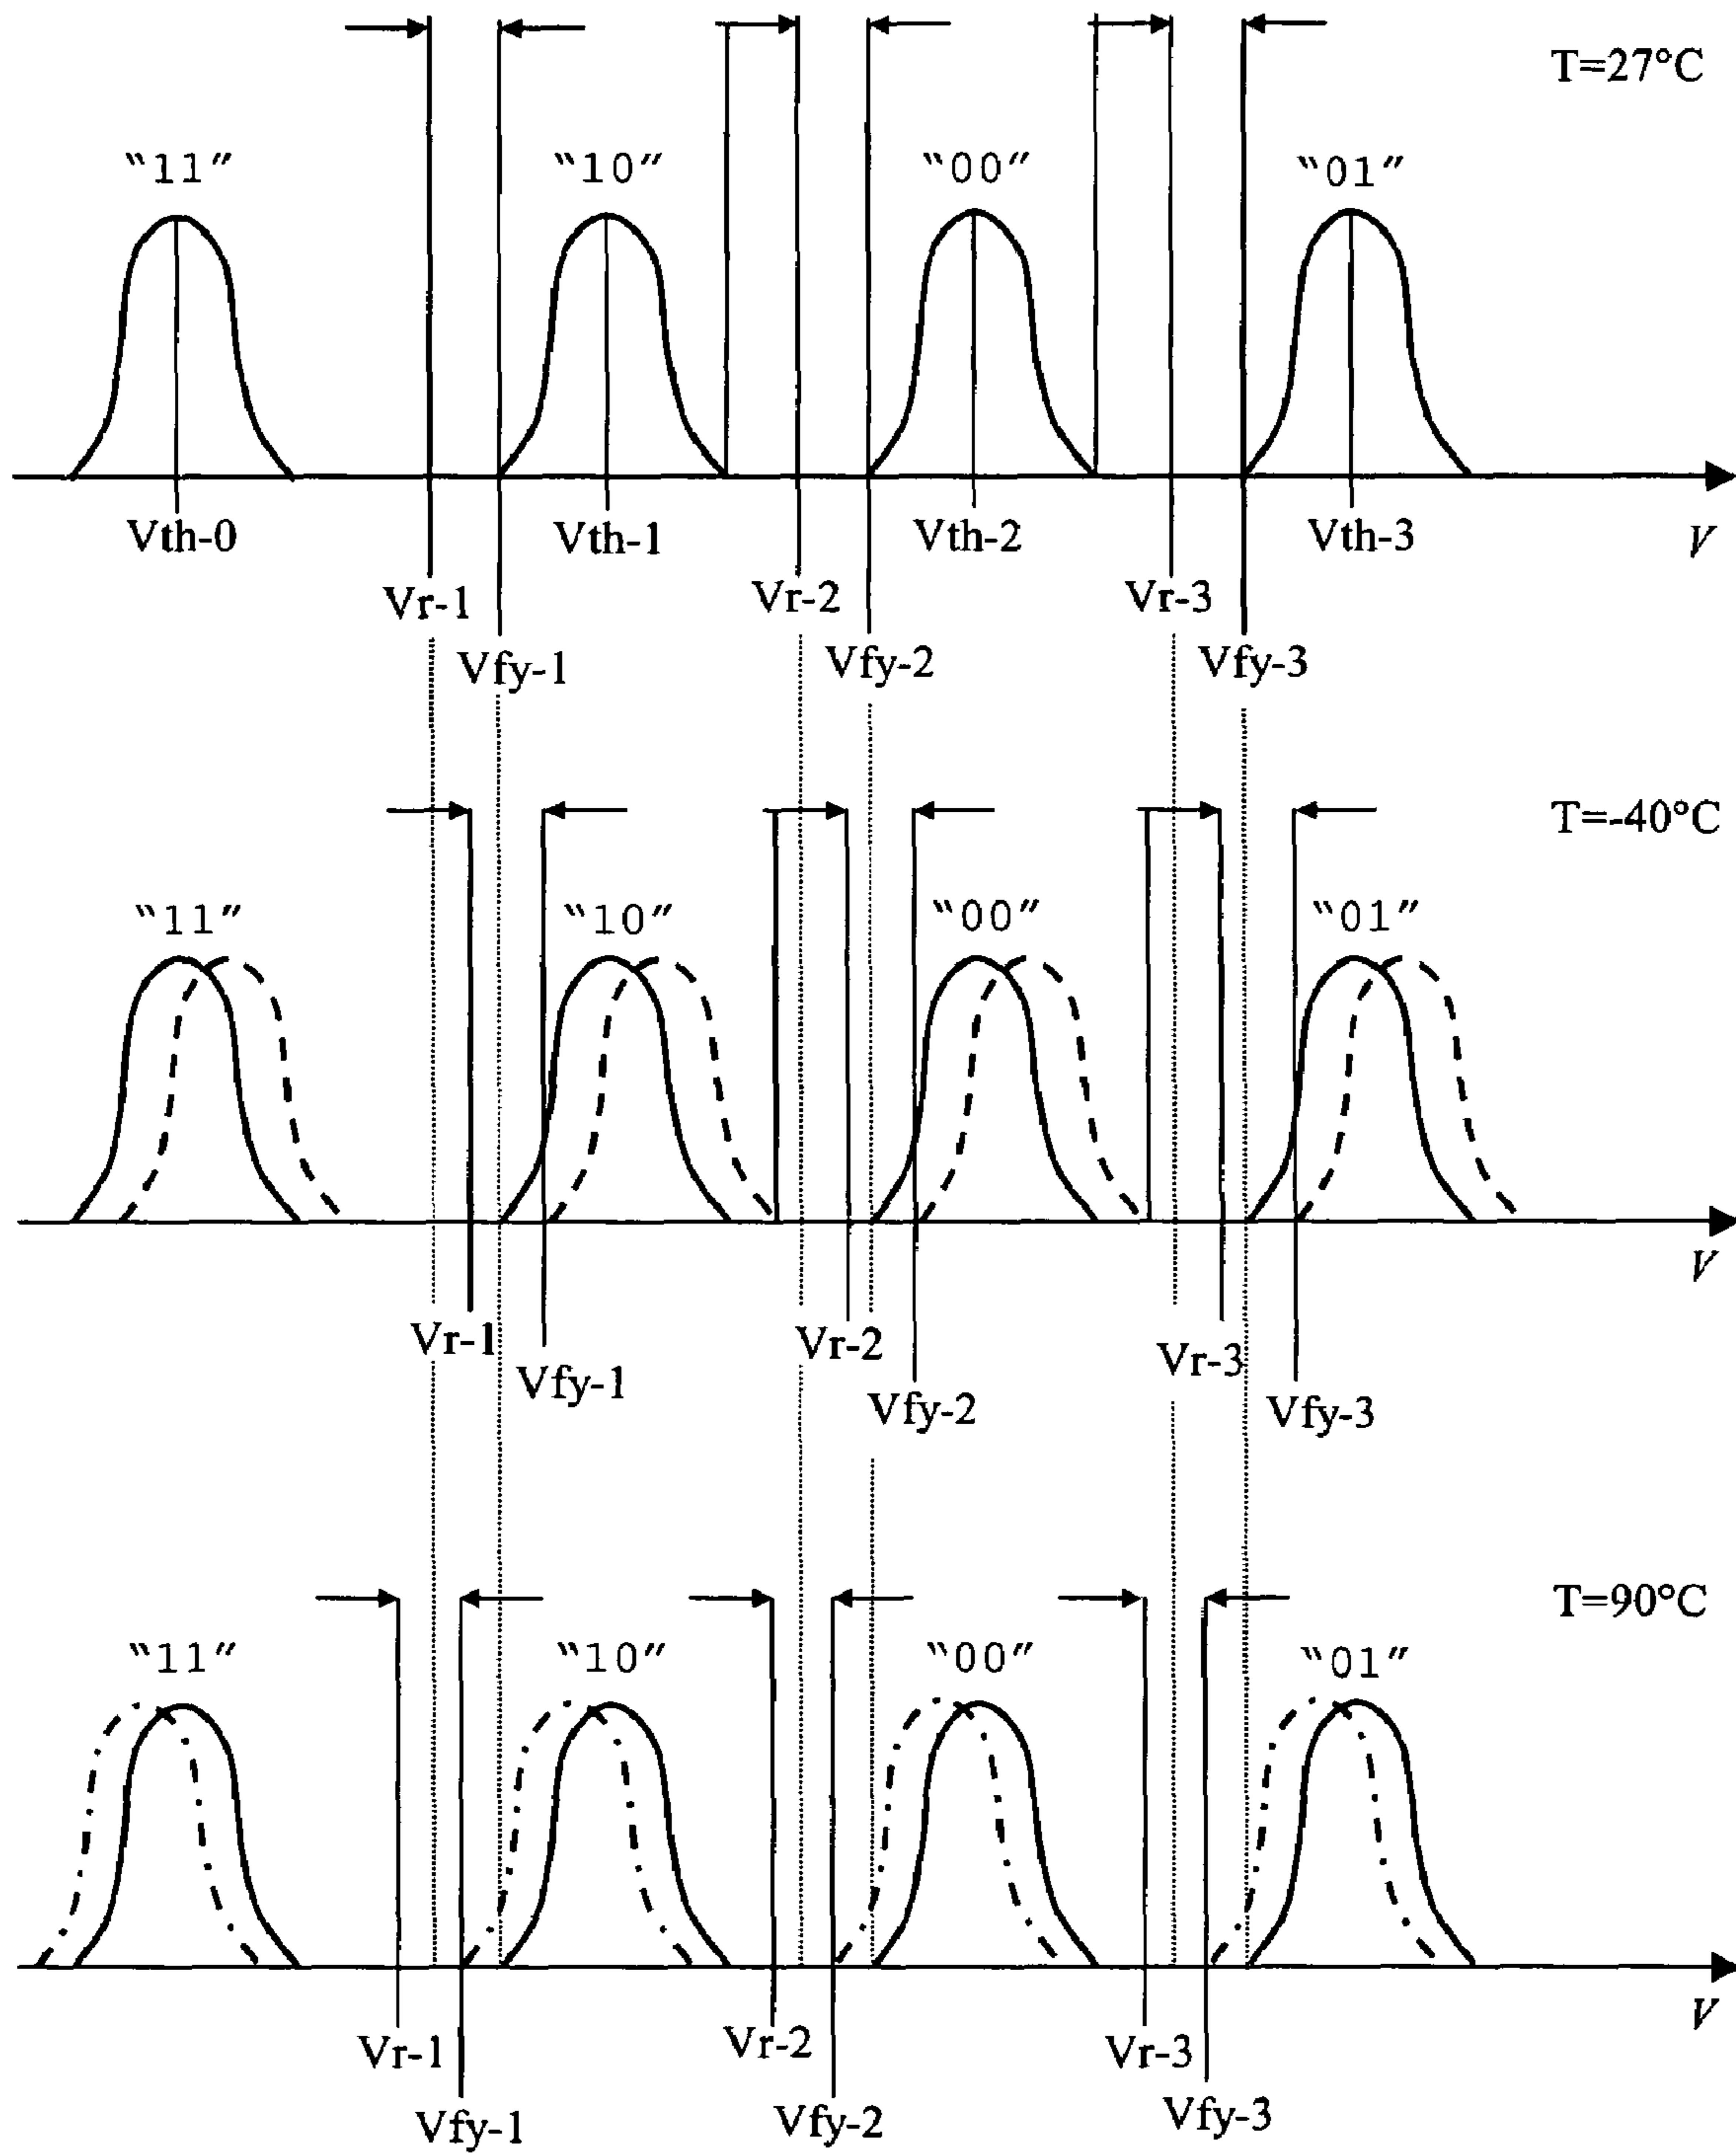 T=27°C
“11” “10” “00” “01”
Vth-0 Vth-1 Vth-2 Vth-3 V
Vr-1 Vr-2 Vr-3
Vfy-1 Vfy-2 Vfy-3
T=-40°C
“11” “10” “00” “01”
V
Vr-1 Vr-2 Vr-3
Vfy-1 Vfy-2 Vfy-3
T=90°C
“11” “10” “00” “01”
V
Vr-1 Vr-2 Vr-3
Vfy-1 Vfy-2 Vfy-3